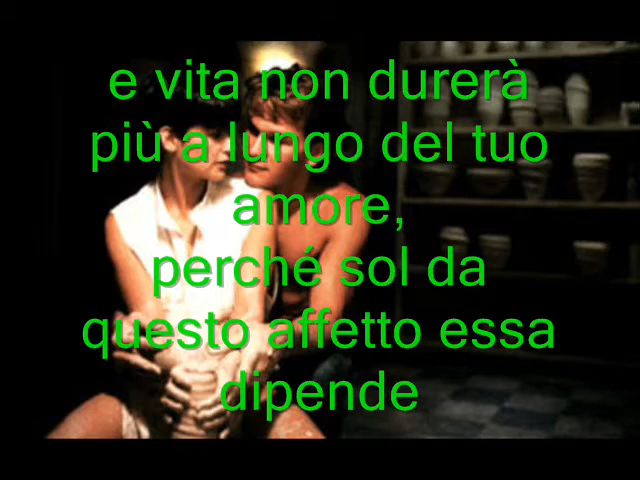 e vita non durerà
più a lungo del tuo
amore,
perché sol da
questo affetto essa
dipende